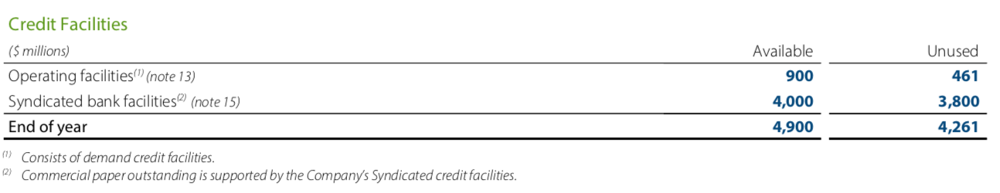 Credit Facilities
($ millions) Available Unused
Operating facilities(1) (note 13) 900 461
Syndicated bank facilities(2) (note 15) 4,000 3,800
End of year 4,900 4,261
(1) Consists of demand credit facilities.
(2) Commercial paper outstanding is supported by the Company's Syndicated credit facilities.